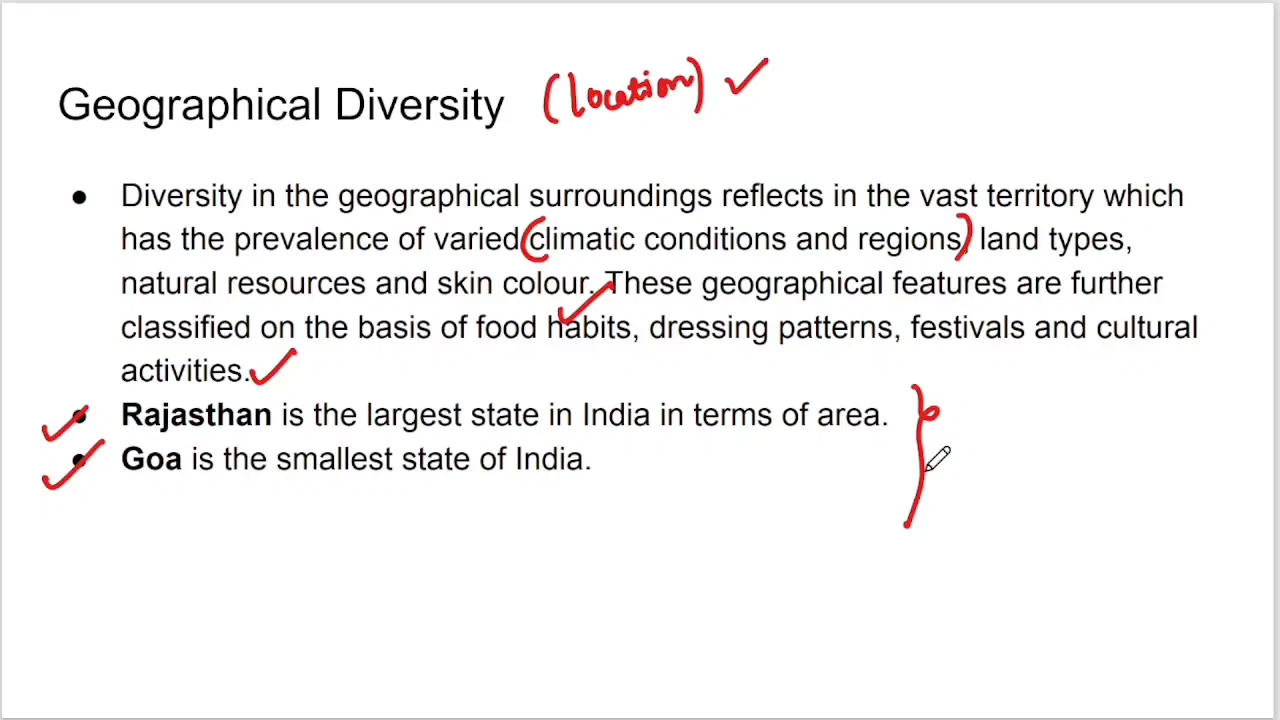 Geographical Diversity (location)
● Diversity in the geographical surroundings reflects in the vast territory which
has the prevalence of varied (climatic conditions and regions,) land types,
natural resources and skin colour. These geographical features are further
classified on the basis of food habits, dressing patterns, festivals and cultural
activities.
● Rajasthan is the largest state in India in terms of area.
● Goa is the smallest state of India.